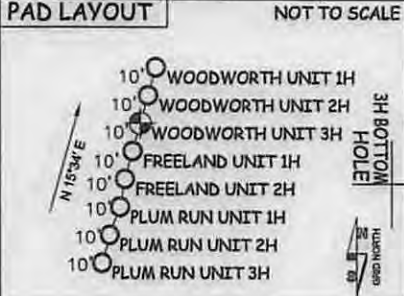 PAD LAYOUT
NOT TO SCALE
10' WOODWORTH UNIT 1H
10' WOODWORTH UNIT 2H
10' WOODWORTH UNIT 3H
10' FREELAND UNIT 1H
10' FREELAND UNIT 2H
10' PLUM RUN UNIT 1H
10' PLUM RUN UNIT 2H
10' PLUM RUN UNIT 3H
N 15°34' E
3H BOTTOM
HOLE
GRID NORTH